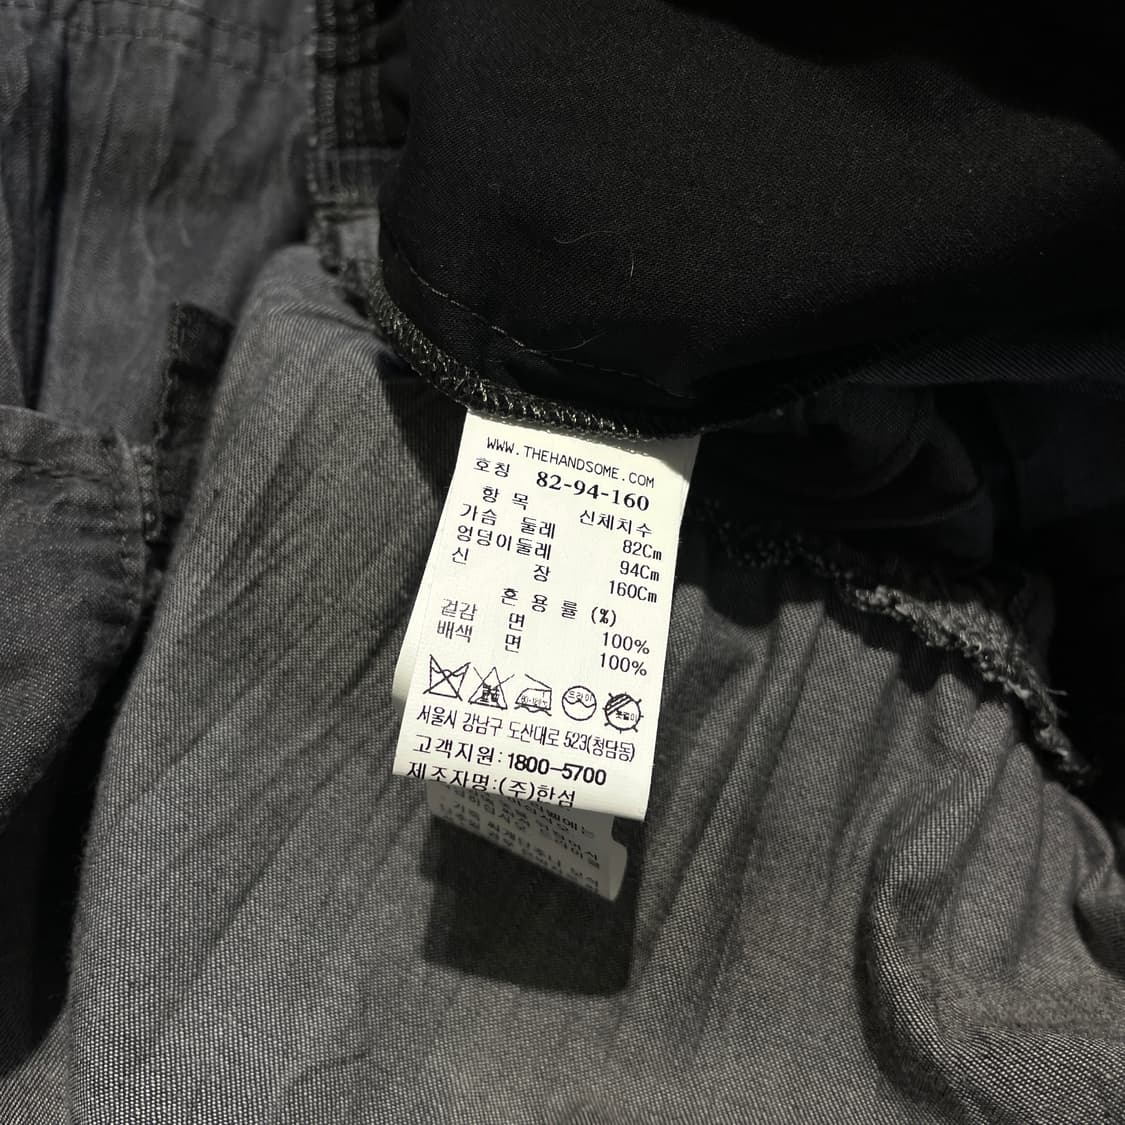 WWW.THEHANDSOME.COM
호칭 82-94-160
항 목 신체치수
가슴 둘레 82Cm
엉덩이둘레 94Cm
신 장 160Cm
혼 용 률 (%)
겉감 면 100%
배색 면 100%
드라이
서울시 강남구 도산대로 523(청담동)
고객지원:1800-5700
제조자명:(주)한섬